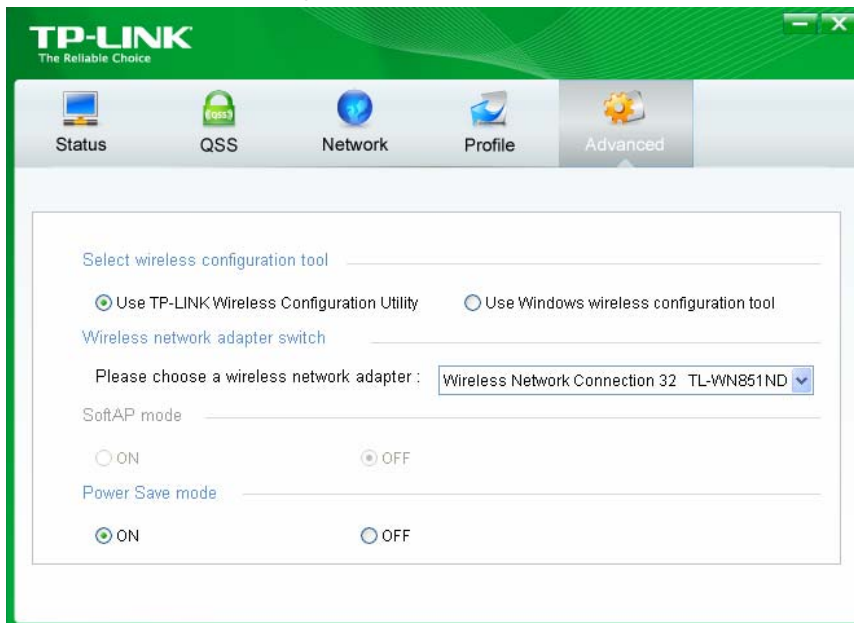 TP-LINK
The Reliable Choice
Status QSS Network Profile Advanced
Select wireless configuration tool
Use TP-LINK Wireless Configuration Utility Use Windows wireless configuration tool
Wireless network adapter switch
Please choose a wireless network adapter : Wireless Network Connection 32 TL-WN851ND
SoftAP mode
ON OFF
Power Save mode
ON OFF